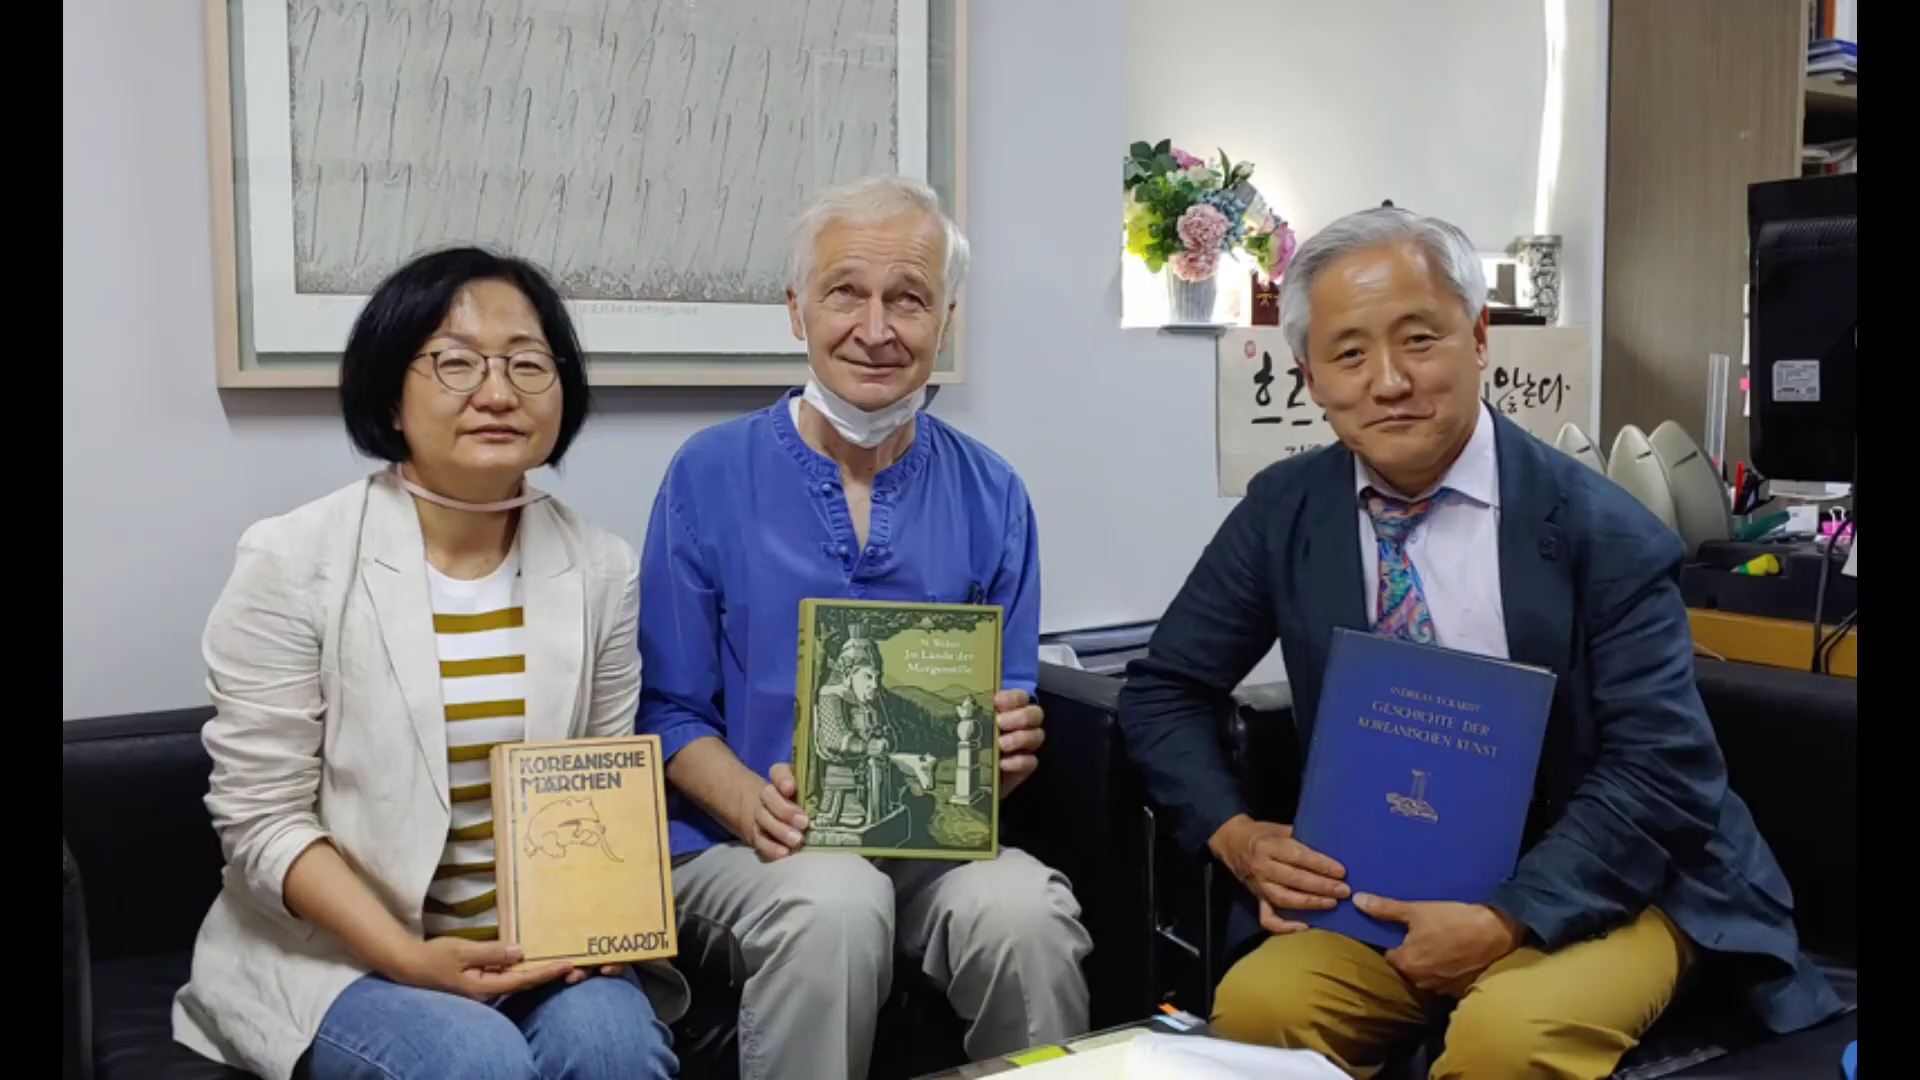 KOREANISCHE
MÄRCHEN
ECKARDT
N. Weber
Im Lande der
Morgenstille
ANDREAS ECKARDT
GESCHICHTE DER
KOREANISCHEN KUNST